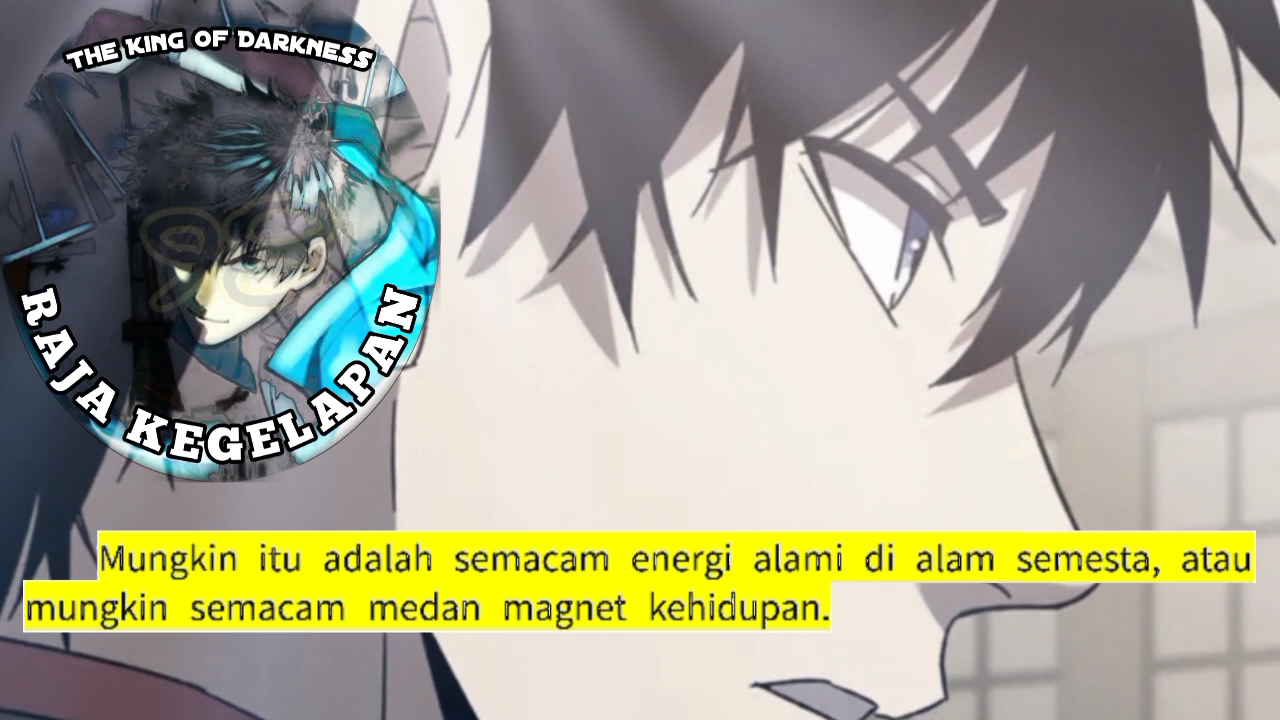 THE KING OF DARKNESS
RAJA KEGELAPAN
Mungkin itu adalah semacam energi alami di alam semesta, atau
mungkin semacam medan magnet kehidupan.